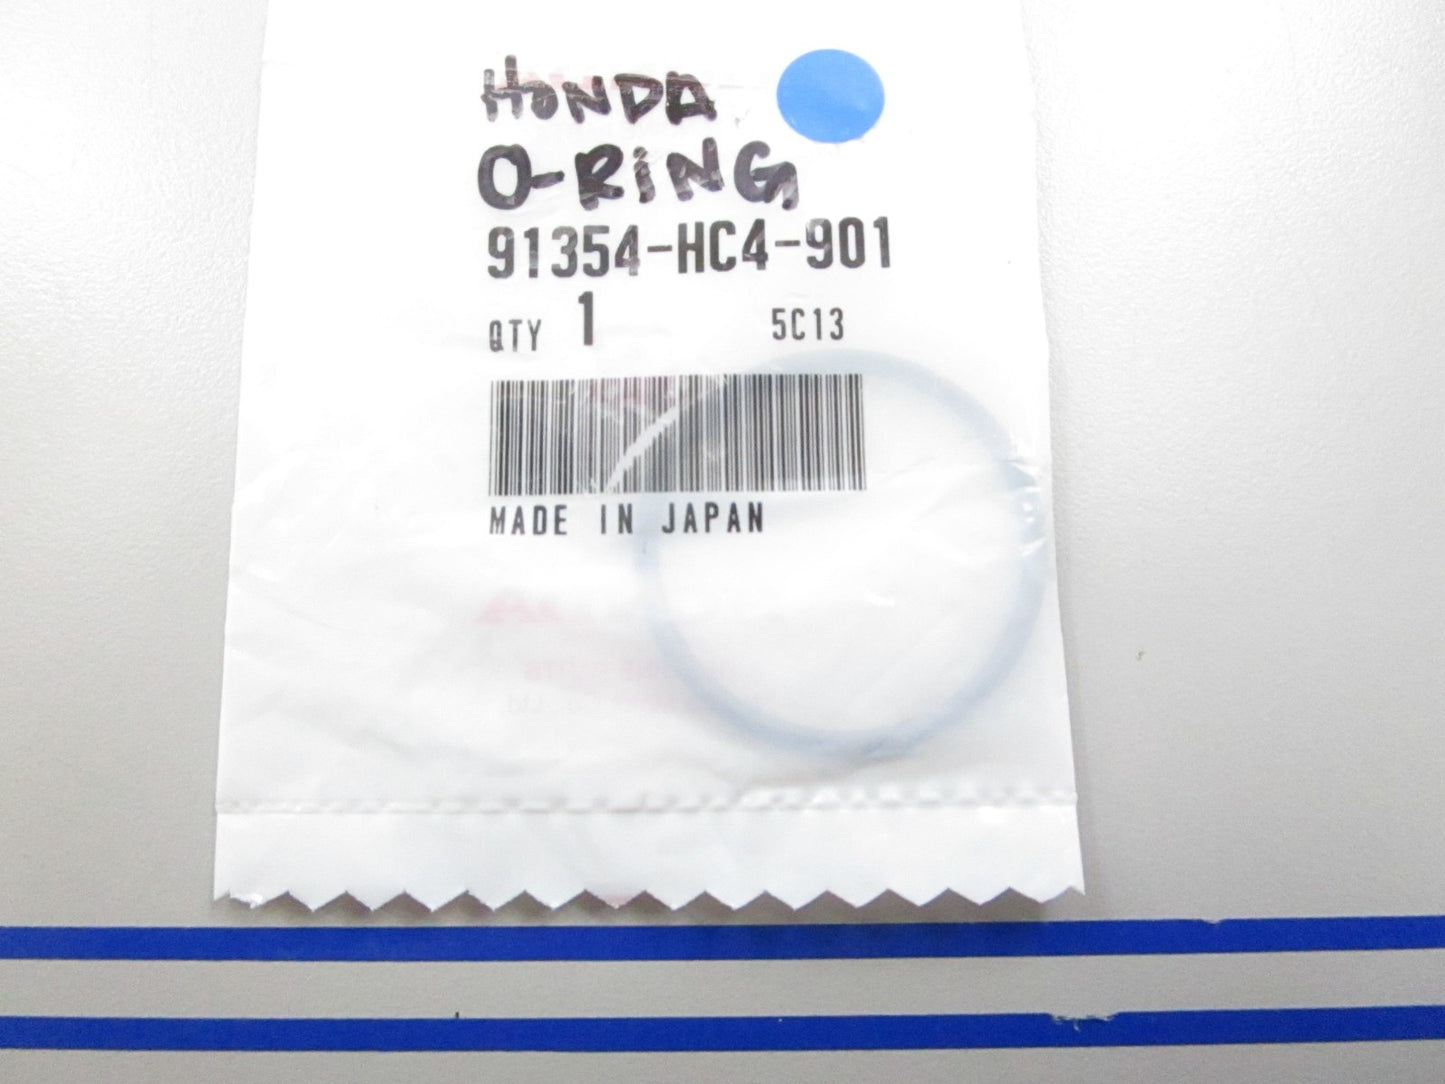 HONDA
O-RING
91354-HC4-901
QTY 1 5C13
MADE IN JAPAN